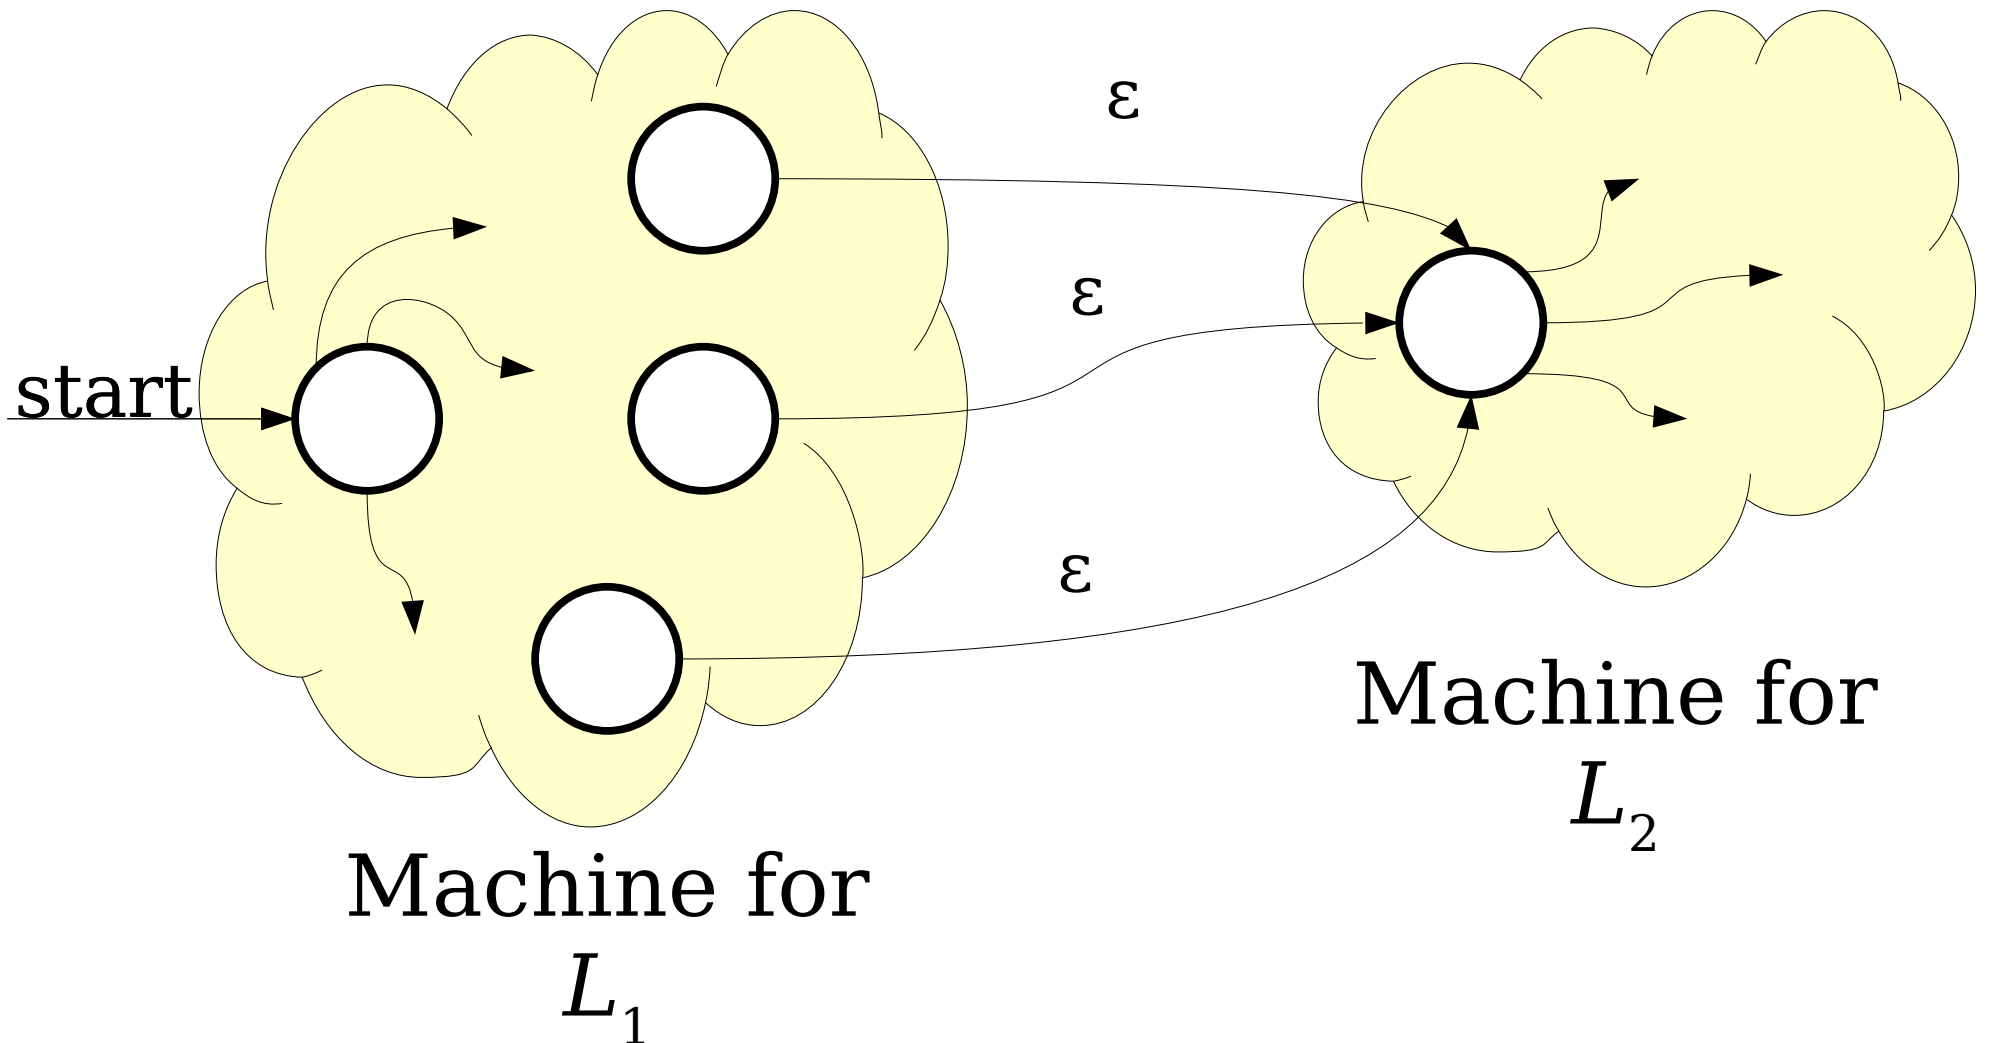 ε
ε
start
ε
Machine for
L₂
Machine for
L₁